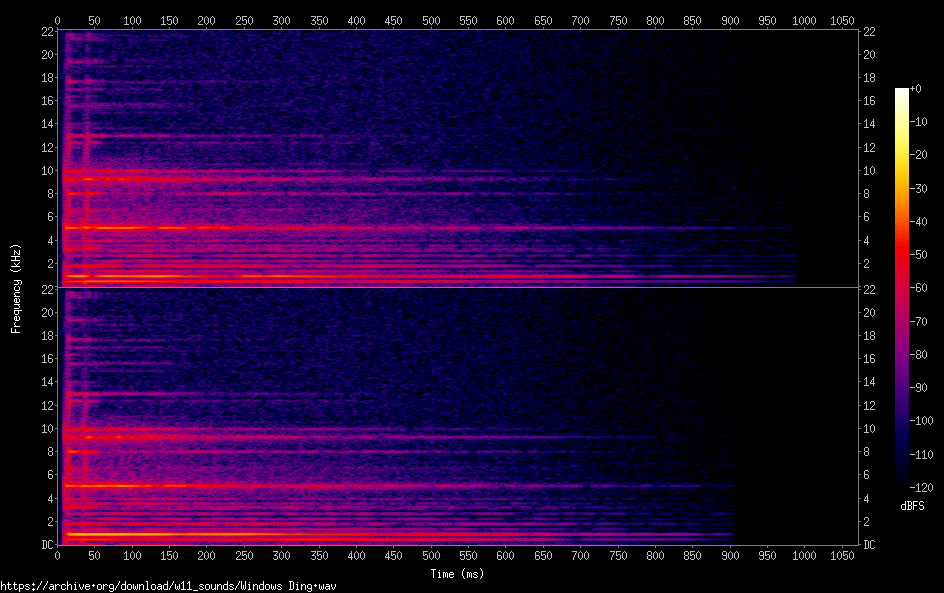 0 50 100 150 200 250 300 350 400 450 500 550 600 650 700 750 800 850 900 950 1000 1050
22 22 +0
20 20 -10
18 18 -20
16 16 -30
14 14 -40
12 12 -50
10 10 -60
8 8 -70
6 6 -80
4 4 -90
2 2 -100
22 22 -110
20 20 -120
18 18 dBFS
16 16
14 14
12 12
10 10
8 8
6 6
4 4
2 2
DC DC
Frequency (kHz)
0 50 100 150 200 250 300 350 400 450 500 550 600 650 700 750 800 850 900 950 1000 1050
Time (ms)
https://archive•org/download/w11_sounds/Windows Ding•wav